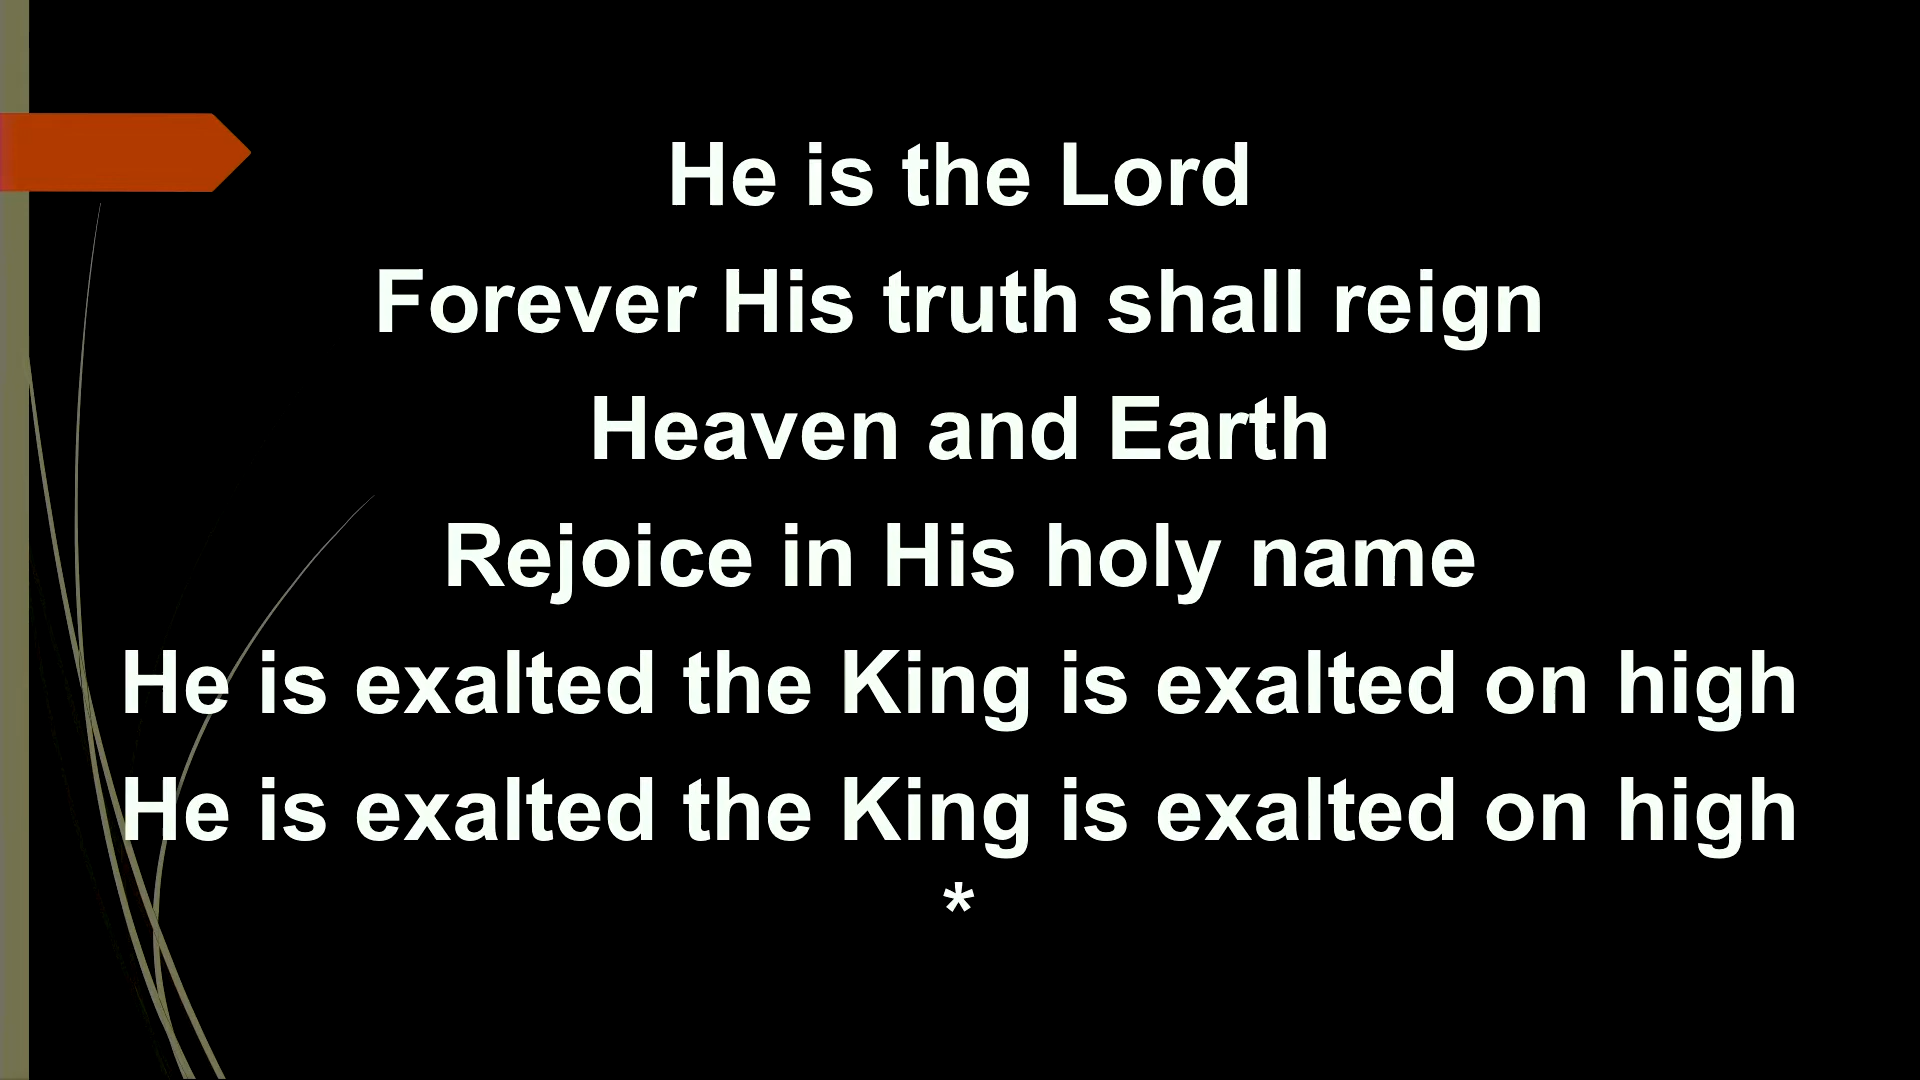 He is the Lord
Forever His truth shall reign
Heaven and Earth
Rejoice in His holy name
He is exalted the King is exalted on high
He is exalted the King is exalted on high
*